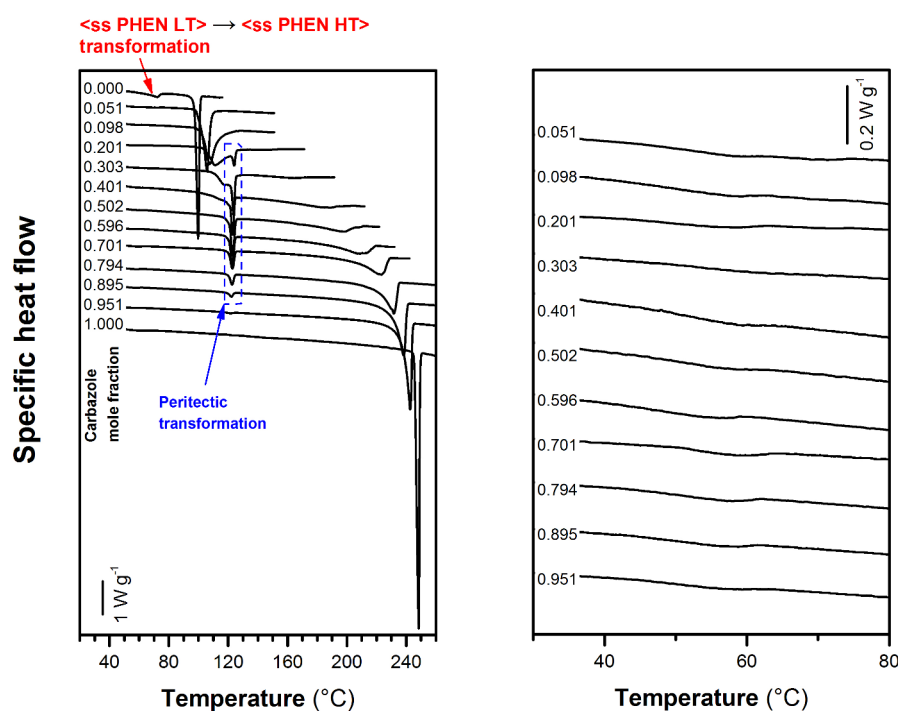 <ss PHEN LT> → <ss PHEN HT>
transformation
0.000
0.051
0.098
0.201
0.303
0.401
0.502
0.596
0.701
0.794
0.895
0.951
1.000
Carbazole
mole fraction
Peritectic
transformation
1 W g-1
40 80 120 160 200 240
Temperature (°C)
Specific heat flow
0.2 W g-1
0.051
0.098
0.201
0.303
0.401
0.502
0.596
0.701
0.794
0.895
0.951
40 60 80
Temperature (°C)